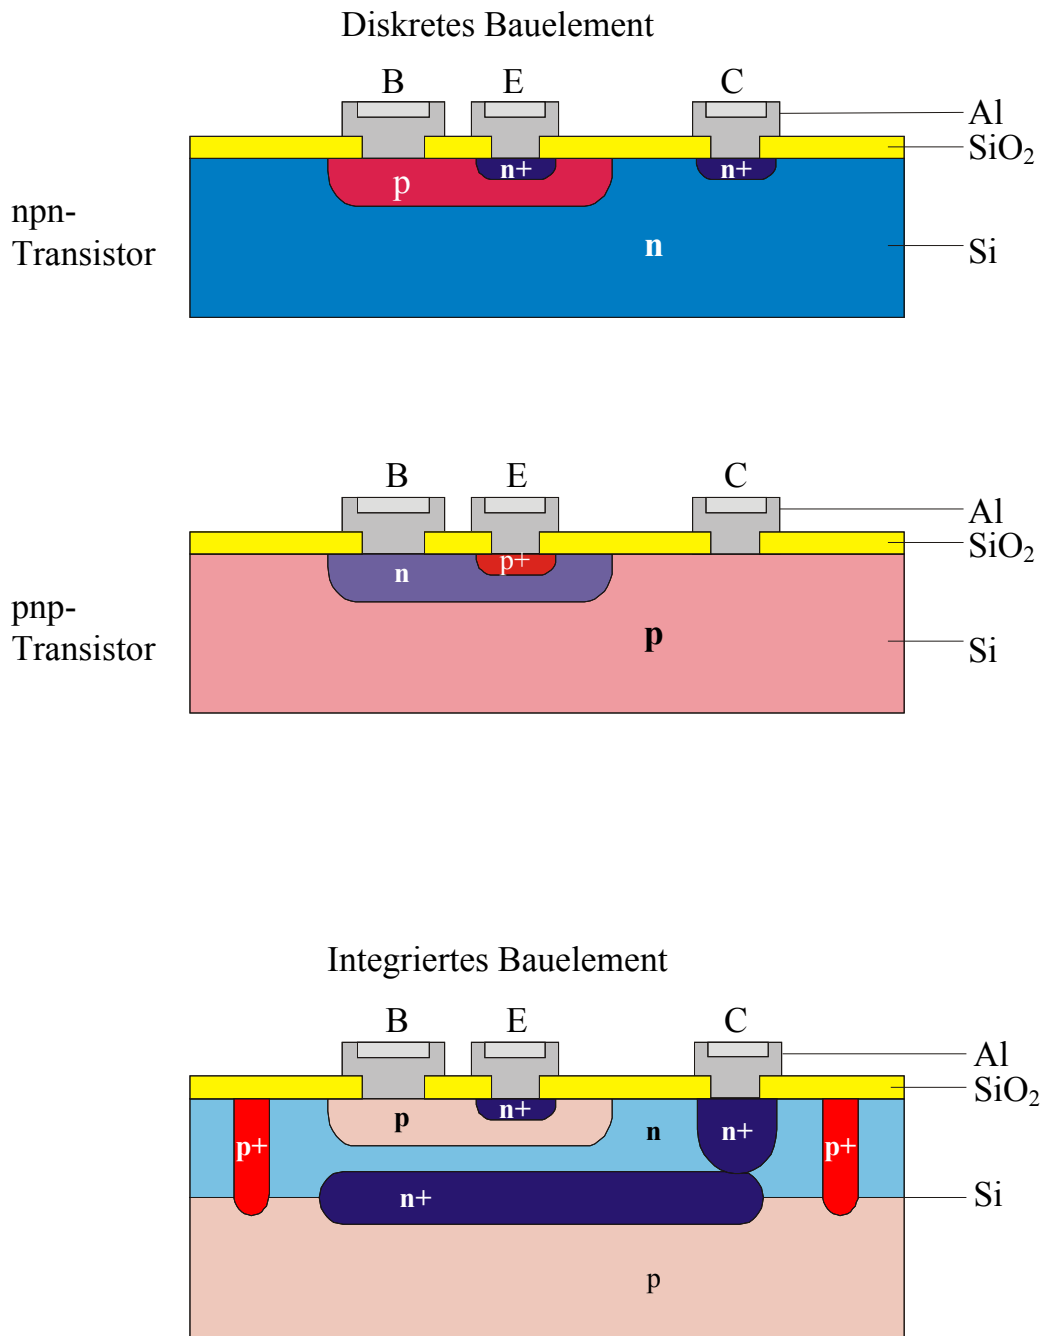 Diskretes Bauelement
B E C
Al
SiO₂
p n+ n+
npn-
Transistor
n
Si
B E C
Al
SiO₂
n p+
pnp-
Transistor
p
Si
Integriertes Bauelement
B E C
Al
SiO₂
p+ p n+ n n+ p+
n+
Si
p